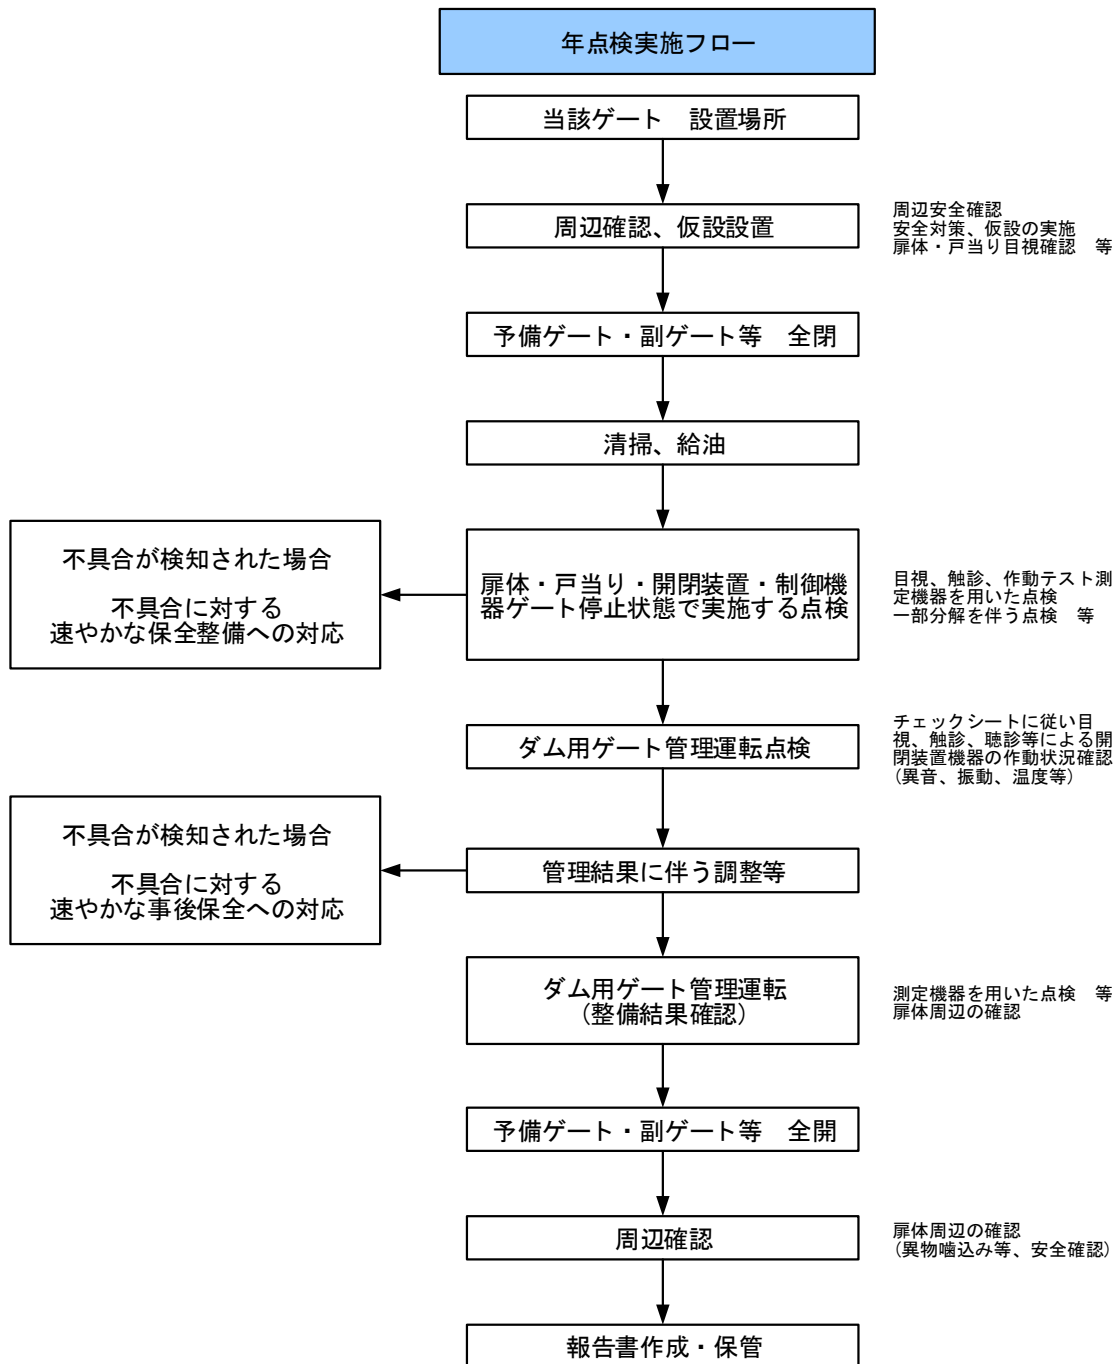 年点検実施フロー
当該ゲート　設置場所
周辺確認、仮設設置
周辺安全確認
安全対策、仮設の実施
扉体・戸当り目視確認　等
予備ゲート・副ゲート等　全閉
清掃、給油
不具合が検知された場合
不具合に対する
速やかな保全整備への対応
扉体・戸当り・開閉装置・制御機
器ゲート停止状態で実施する点検
目視、触診、作動テスト測
定機器を用いた点検
一部分解を伴う点検　等
ダム用ゲート管理運転点検
チェックシートに従い目
視、触診、聴診等による開
閉装置機器の作動状況確認
(異音、振動、温度等)
不具合が検知された場合
不具合に対する
速やかな事後保全への対応
管理結果に伴う調整等
ダム用ゲート管理運転
(整備結果確認)
測定機器を用いた点検　等
扉体周辺の確認
予備ゲート・副ゲート等　全開
周辺確認
扉体周辺の確認
(異物噛込み等、安全確認)
報告書作成・保管